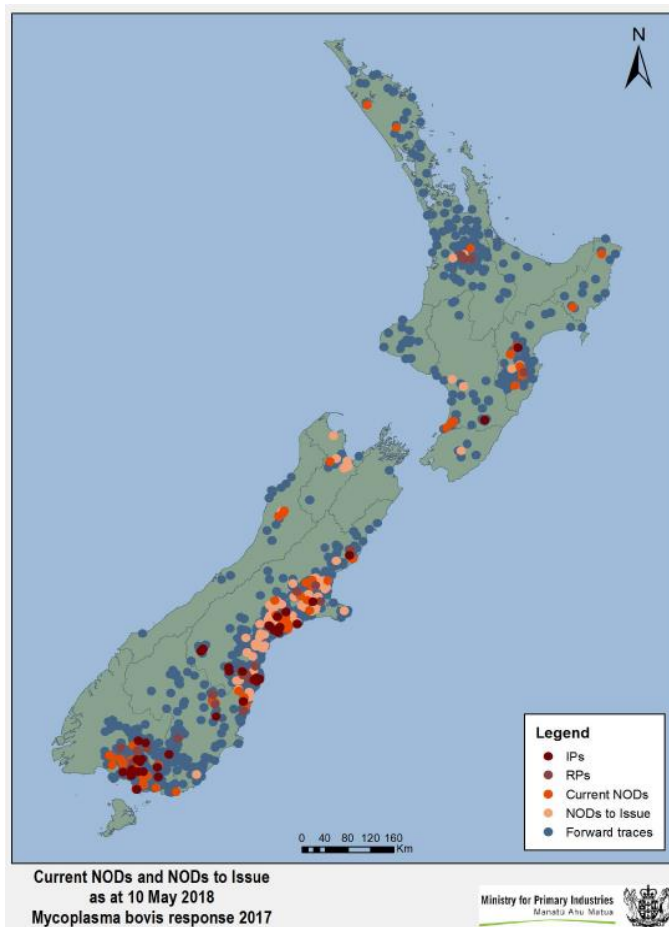 N
Legend
IPs
RPs
Current NODs
NODs to Issue
Forward traces
0 40 80 120 160
Km
Current NODs and NODs to Issue
as at 10 May 2018
Mycoplasma bovis response 2017
Ministry for Primary Industries
Manatū Ahu Matua